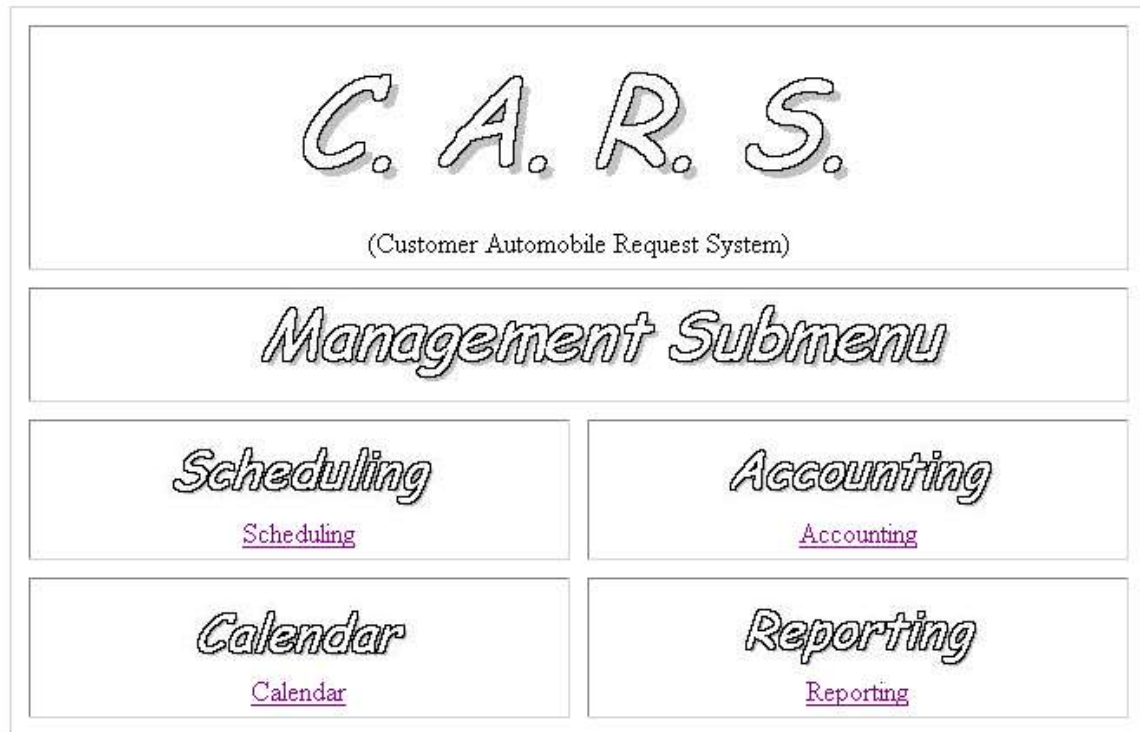 C. A. R. S.
(Customer Automobile Request System)
Management Submenu
Scheduling
Scheduling
Accounting
Accounting
Calendar
Calendar
Reporting
Reporting